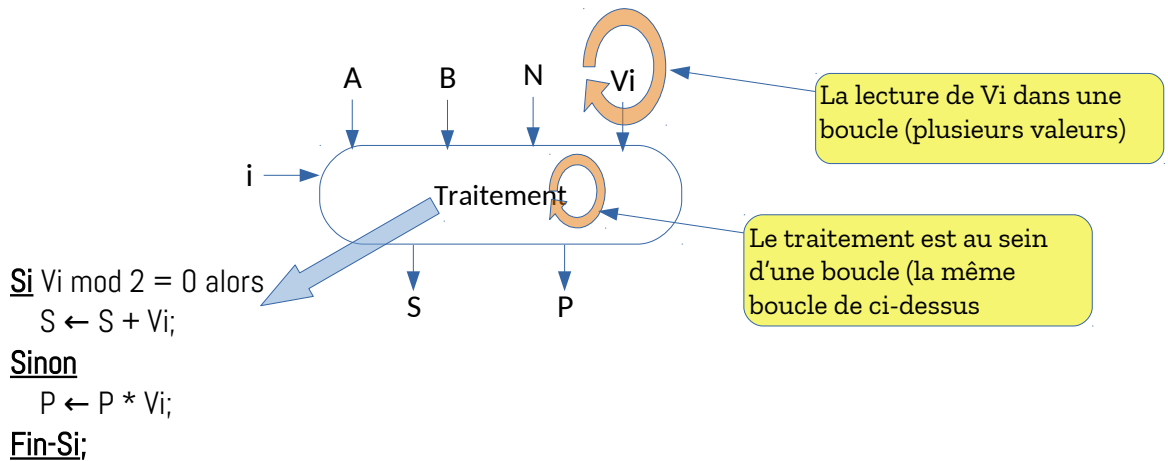 A
B
N
Vi
La lecture de Vi dans une
boucle (plusieurs valeurs)
i
Traitement
Le traitement est au sein
d’une boucle (la même
boucle de ci-dessus
S
P
Si Vi mod 2 = 0 alors
S ← S + Vi;
Sinon
P ← P * Vi;
Fin-Si;